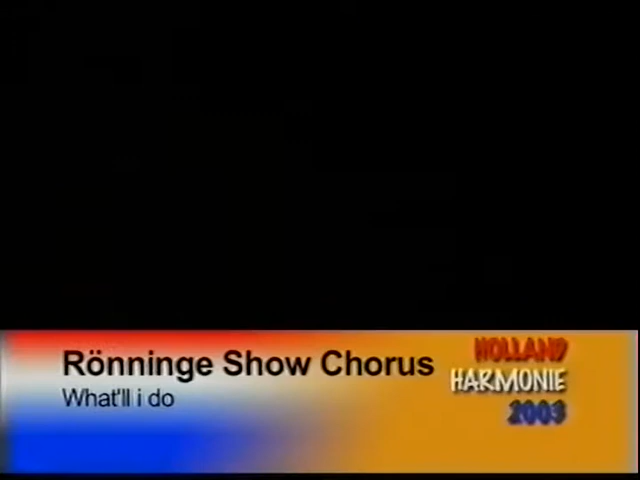 Rönninge Show Chorus
What'll i do
HOLLAND
HARMONIE
2003